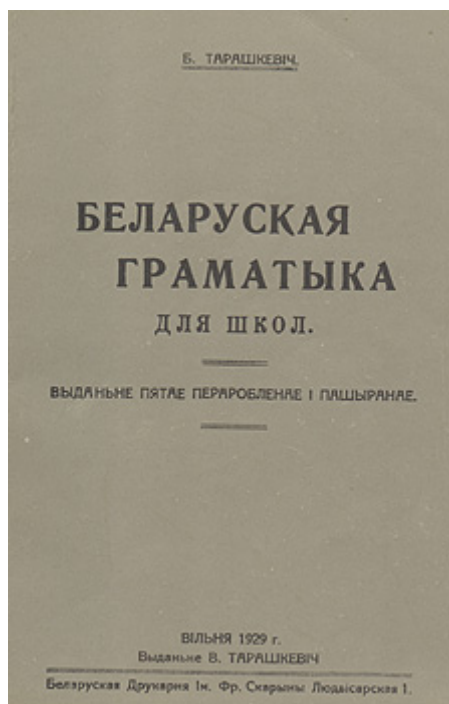 Б. ТАРАШКЕВІЧ.
БЕЛАРУСКАЯ
ГРАМАТЫКА
ДЛЯ ШКОЛ.
ВЫДАНЬНЕ ПЯТАЕ ПЕРАРОБЛЕНАЕ І ПАШЫРАНАЕ.
ВІЛЬНЯ 1929 г.
Выданьне В. ТАРАШКЕВІЧ
Беларуская Друкарня Ім. Фр. Скарыны Людвісарская 1.